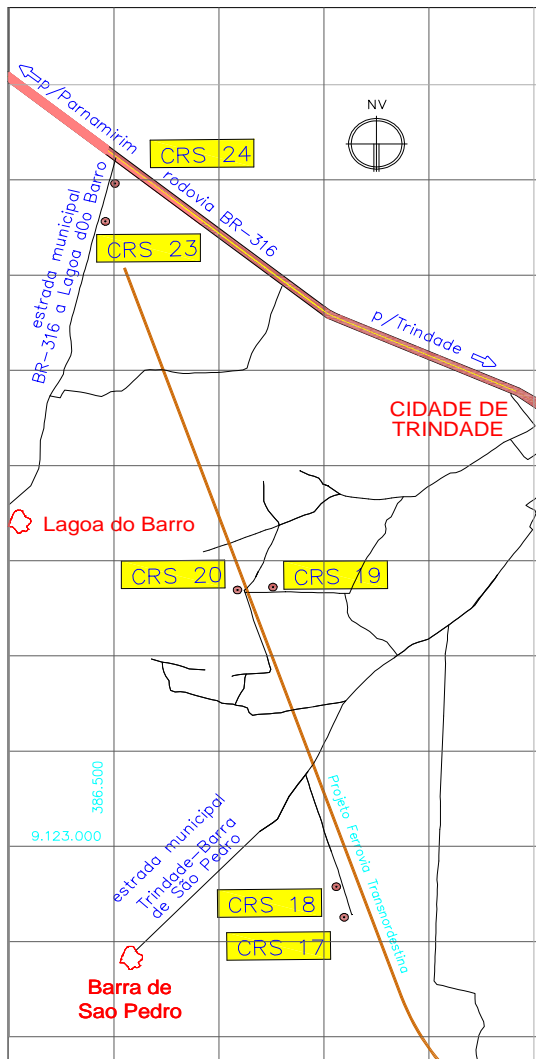 p/Parnamirim
NV
CRS 24
rodovia BR-316
estrada municipal
BR-316 a Lagoa d0o Barro
CRS 23
p/Trindade
CIDADE DE
TRINDADE
Lagoa do Barro
CRS 20
CRS 19
386.500
9.123.000
Projeto Ferrovia Transnordestina
estrada municipal
Trindade-Barra
de São Pedro
CRS 18
CRS 17
Barra de
Sao Pedro